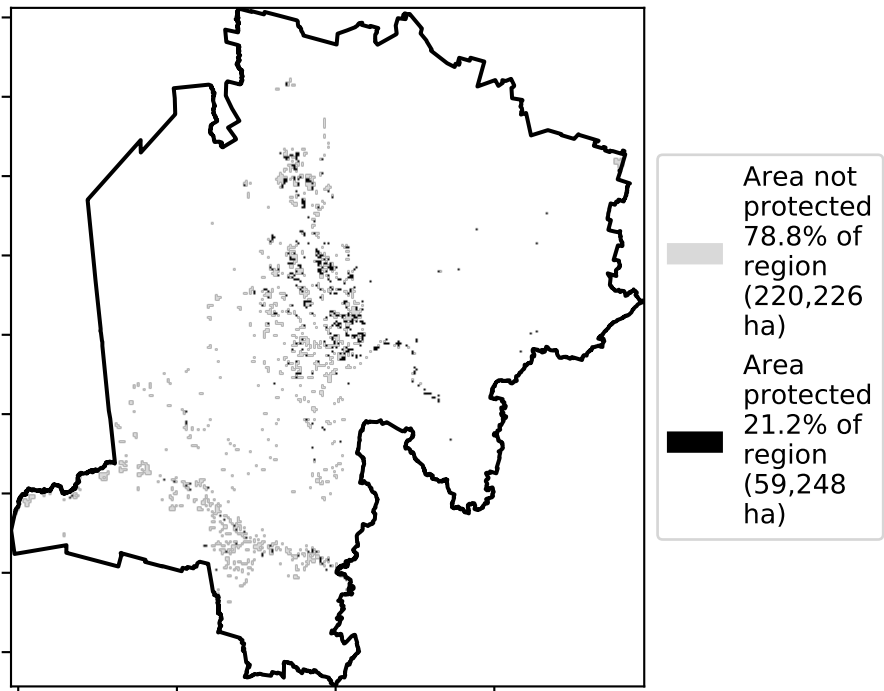 Area not
protected
78.8% of
region
(220,226
ha)
Area
protected
21.2% of
region
(59,248
ha)